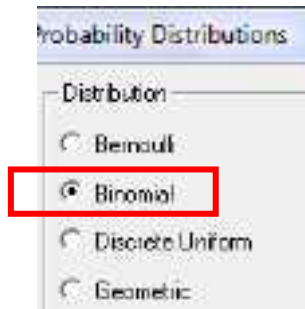 Probability Distributions
Distribution
Bernoulli
Binomial
Discrete Uniform
Geometric